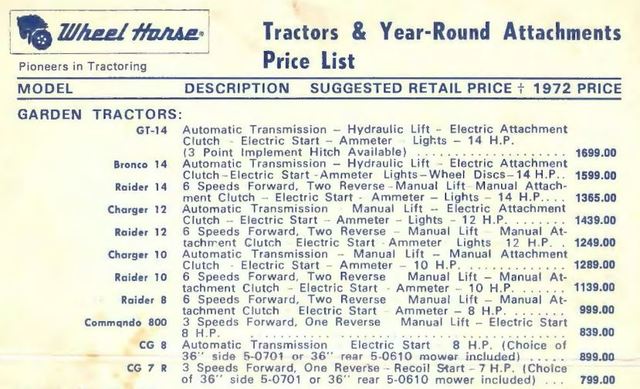 Wheel Horse®
Pioneers in Tractoring
Tractors & Year-Round Attachments
Price List
MODEL DESCRIPTION SUGGESTED RETAIL PRICE † 1972 PRICE
GARDEN TRACTORS:
GT-14 Automatic Transmission – Hydraulic Lift – Electric Attachment
Clutch - Electric Start – Ammeter - Lights – 14 H.P.
(3 Point Implement Hitch Available) .................... 1699.00
Bronco 14 Automatic Transmission – Hydraulic Lift – Electric Attachment
Clutch-Electric Start-Ammeter Lights–Wheel Discs–14 H.P.. 1599.00
Raider 14 6 Speeds Forward, Two Reverse – Manual Lift – Manual Attach-
ment Clutch – Electric Start - Ammeter – Lights - 14 H.P.... 1365.00
Charger 12 Automatic Transmission Manual Lift – Electric Attachment
Clutch – Electric Start – Ammeter – Lights – 12 H.P. ........ 1439.00
Raider 12 6 Speeds Forward, Two Reverse – Manual Lift – Manual At-
tachment Clutch Electric Start - Ammeter Lights 12 H.P. . 1249.00
Charger 10 Automatic Transmission – Manual Lift – Manual Attachment
Clutch - Electric Start – Ammeter – 10 H.P. ............. 1289.00
Raider 10 6 Speeds Forward, Two Reverse Manual Lift – Manual At-
tachment Clutch – Electric Start - Ammeter – 10 H.P. ....... 1139.00
Raider 8 6 Speeds Forward, Two Reverse – Manual Lift – Manual At-
tachment Clutch – Electric Start – Ammeter – 8 H.P. ........ 999.00
Commando 800 3 Speeds Forward, One Reverse Manual Lift – Electric Start
8 H.P. .................... 839.00
CG 8 Automatic Transmission Electric Start 8 H.P. (Choice of
36" side 5-0701 or 36" rear 5-0610 mower included) .... 899.00
CG 7 R 3 Speeds Forward, One Reverse - Recoil Start - 7 H.P. (Choice
of 36" side 5-0701 or 36" rear 5-0610 mower included) ... 799.00